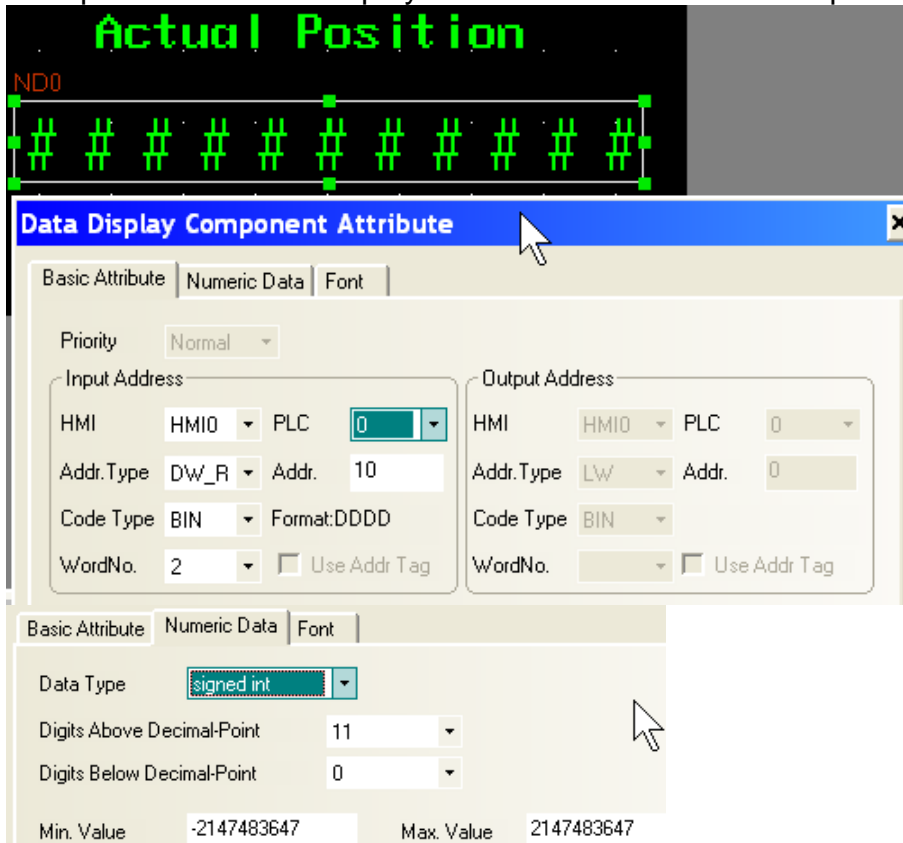 Actual Position
ND0
# # # # # # # # # # #
Data Display Component Attribute
Basic Attribute Numeric Data Font
Priority Normal
Input Address Output Address
HMI HMI0 PLC 0 HMI HMI0 PLC 0
Addr.Type DW_R Addr. 10 Addr.Type LW Addr. 0
Code Type BIN Format:DDDD Code Type BIN
WordNo. 2 Use Addr Tag WordNo. Use Addr Tag
Basic Attribute Numeric Data Font
Data Type signed int
Digits Above Decimal-Point 11
Digits Below Decimal-Point 0
Min. Value -2147483647 Max. Value 2147483647